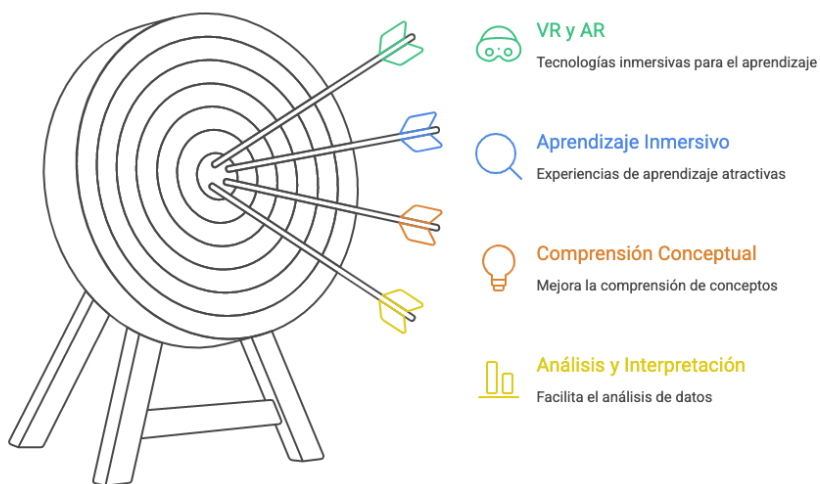 VR y AR
Tecnologías inmersivas para el aprendizaje
Aprendizaje Inmersivo
Experiencias de aprendizaje atractivas
Comprensión Conceptual
Mejora la comprensión de conceptos
Análisis y Interpretación
Facilita el análisis de datos